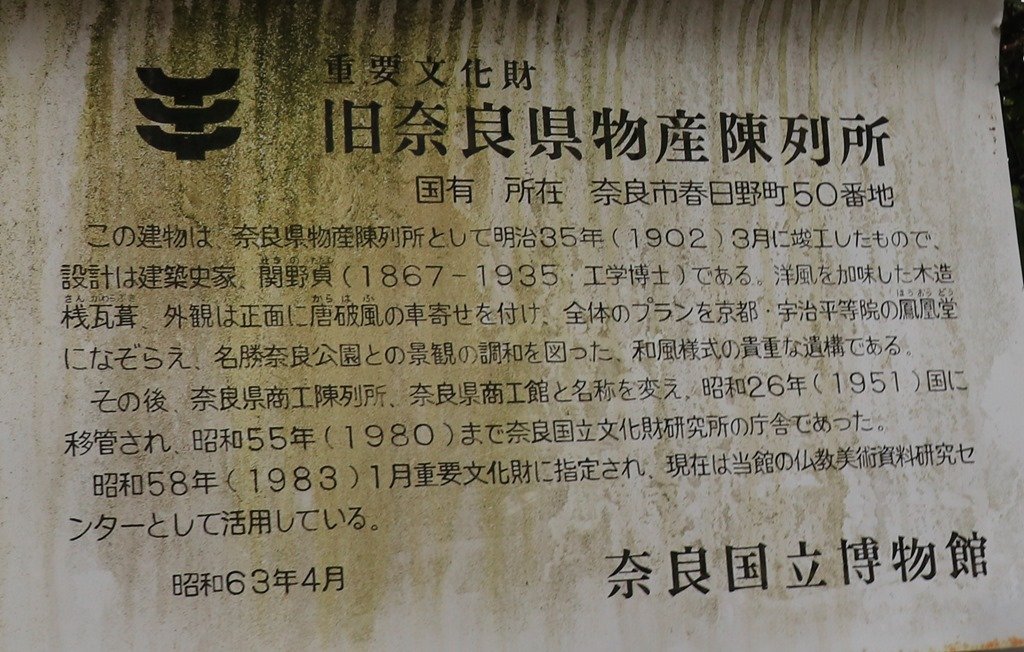 重要文化財
旧奈良県物産陳列所
国有　所在　奈良市春日野町50番地
この建物は、奈良県物産陳列所として明治35年(1902)3月に竣工したもので、
設計は建築史家、関野貞(1867-1935・工学博士)である。洋風を加味した木造
桟瓦葺、外観は正面に唐破風の車寄せを付け、全体のプランを京都・宇治平等院の鳳凰堂
になぞらえ、名勝奈良公園との景観の調和を図った、和風様式の貴重な遺構である。
その後、奈良県商工陳列所、奈良県商工館と名称を変え、昭和26年(1951)国に
移管され、昭和55年(1980)まで奈良国立文化財研究所の庁舎であった。
昭和58年(1983)1月重要文化財に指定され、現在は当館の仏教美術資料研究セ
ンターとして活用している。
昭和63年4月
奈良国立博物館